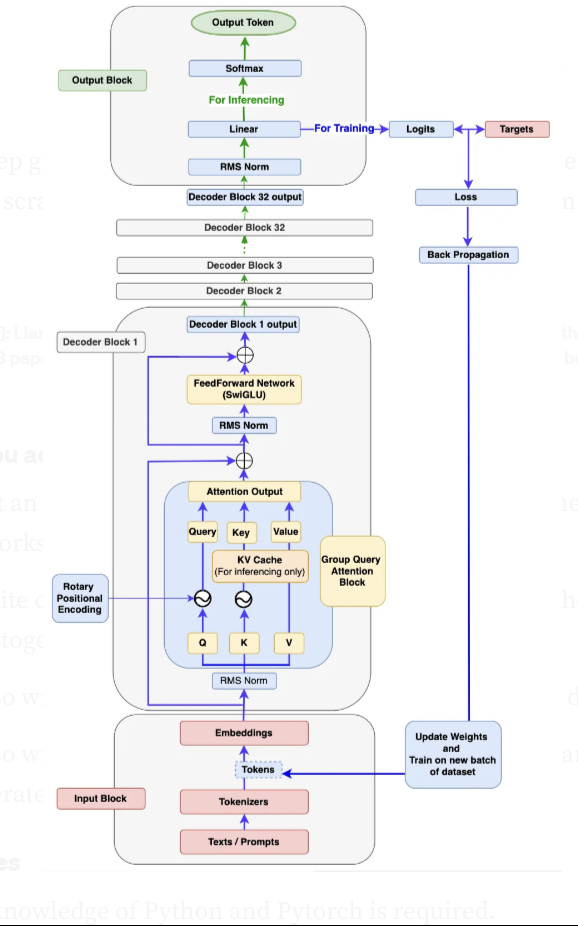 Output Token
Softmax
Output Block
For Inferencing
Linear
For Training
Logits
Targets
RMS Norm
Decoder Block 32 output
Loss
Decoder Block 32
Back Propagation
Decoder Block 3
Decoder Block 2
Decoder Block 1 output
Decoder Block 1
FeedForward Network
(SwiGLU)
RMS Norm
Attention Output
Query
Key
Value
KV Cache
(For inferencing only)
Group Query
Attention
Block
Rotary
Positional
Encoding
Q
K
V
RMS Norm
Embeddings
Update Weights
and
Train on new batch
of dataset
Tokens
Input Block
Tokenizers
Texts / Prompts
knowledge of Python and Pytorch is required.